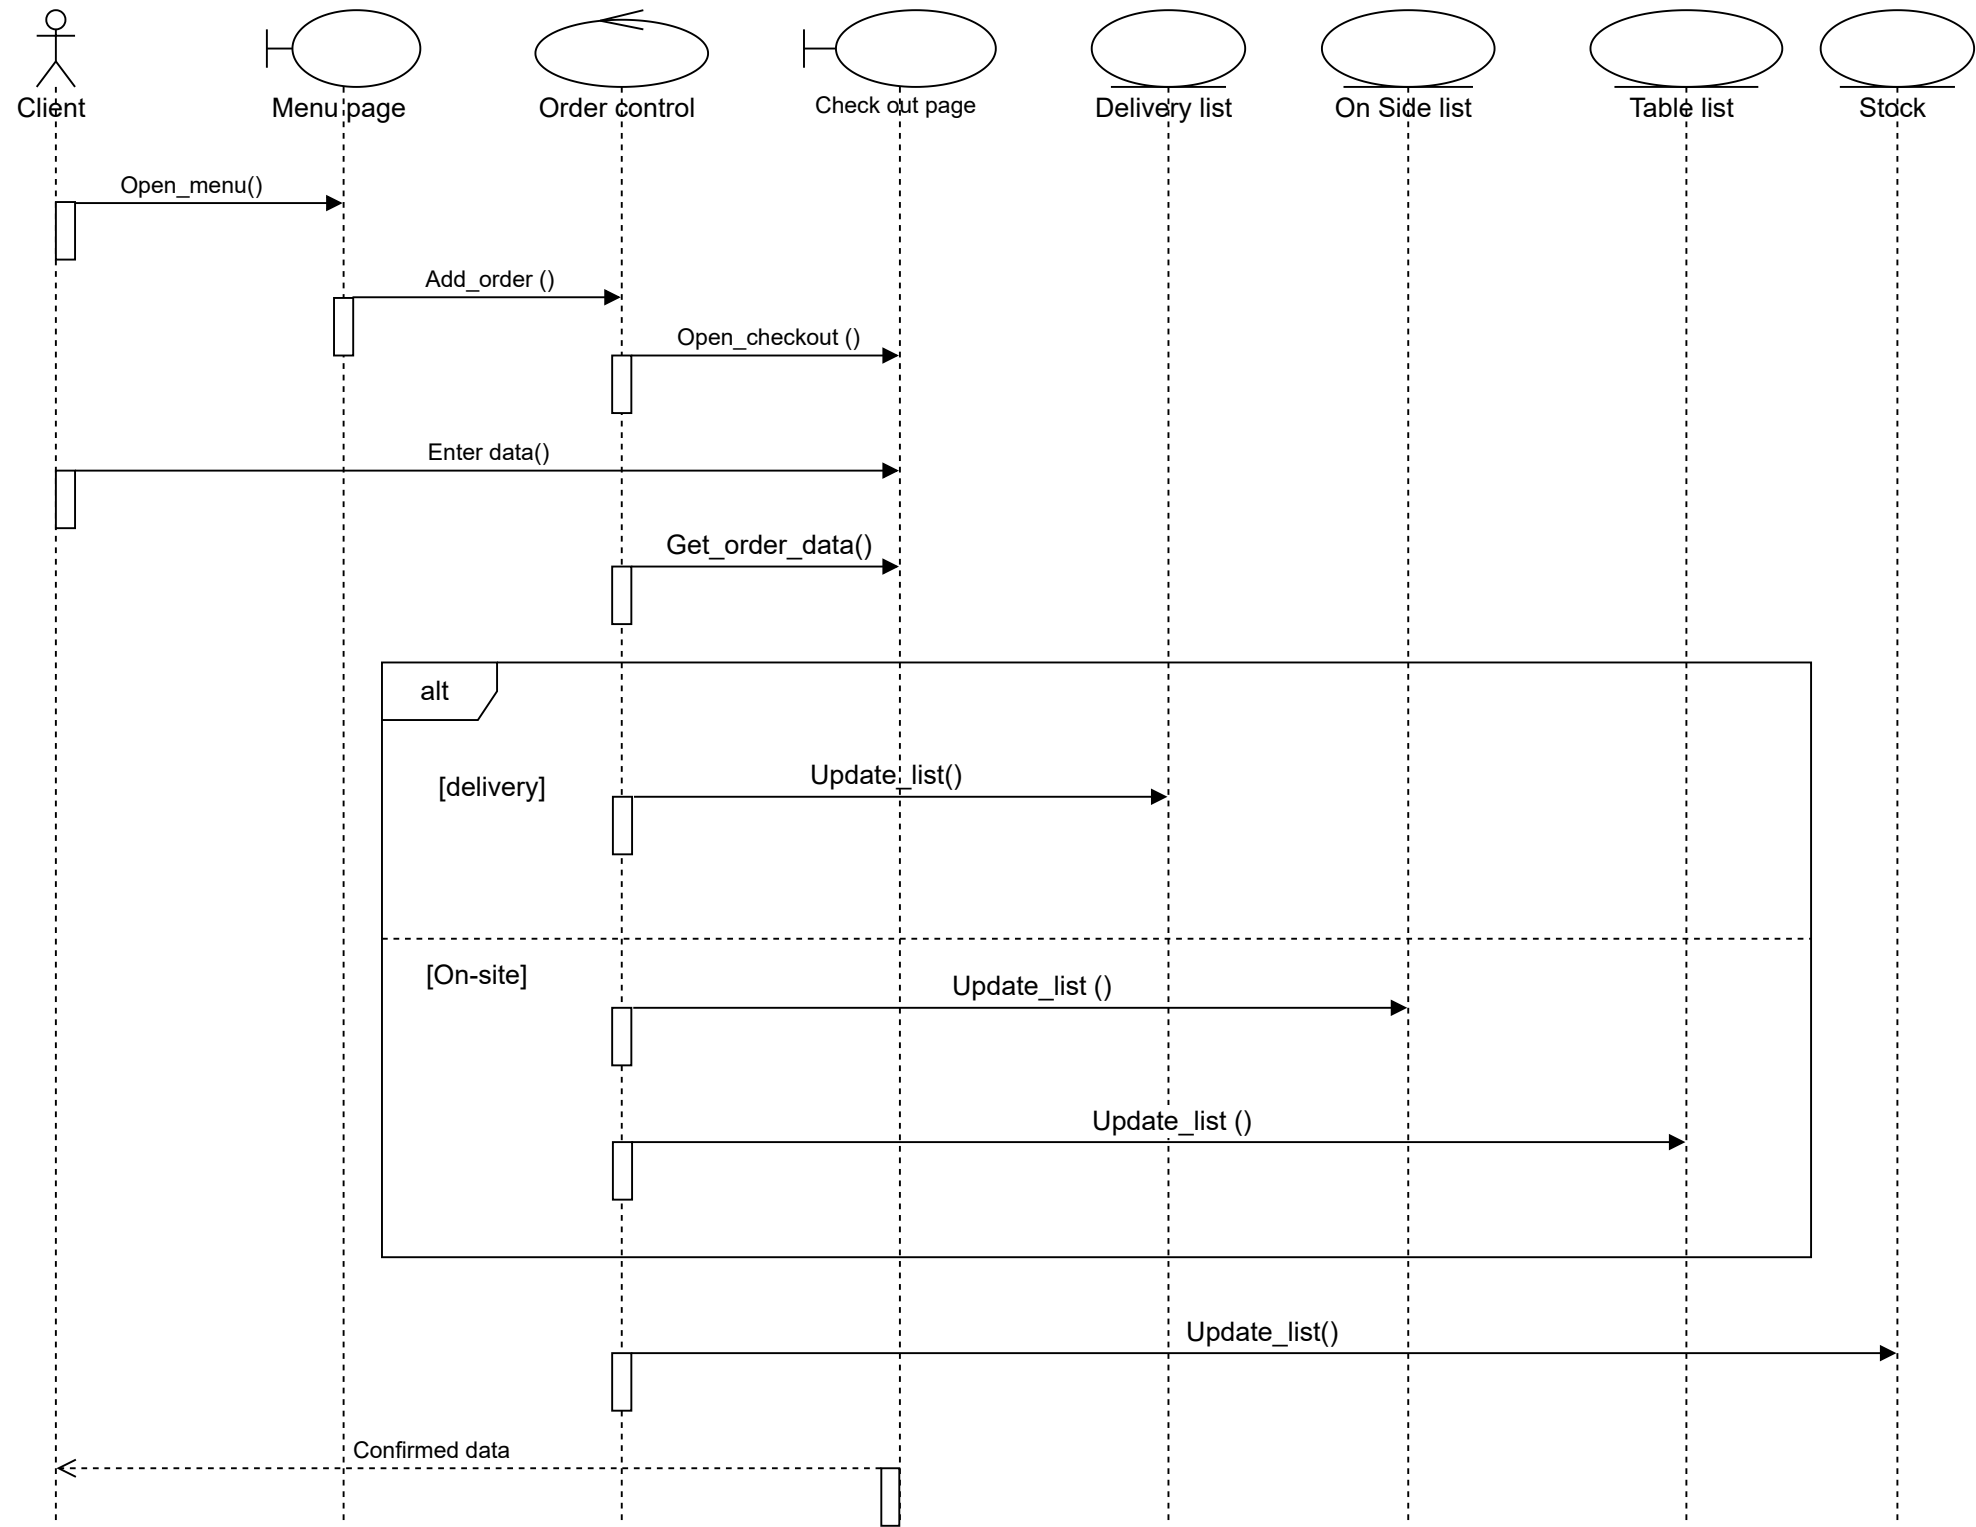 Client
Menu page
Order control
Check out page
Delivery list
On Side list
Table list
Stock
Open_menu()
Add_order ()
Open_checkout ()
Enter data()
Get_order_data()
alt
[delivery]
Update_list()
[On-site]
Update_list ()
Update_list ()
Update_list()
Confirmed data